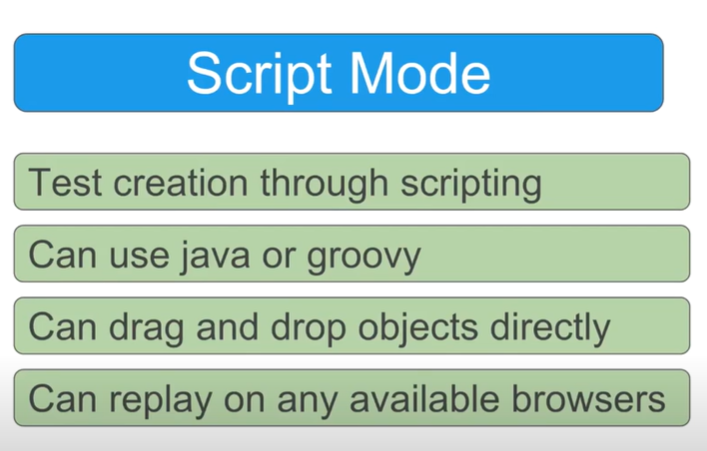 Script Mode
Test creation through scripting
Can use java or groovy
Can drag and drop objects directly
Can replay on any available browsers